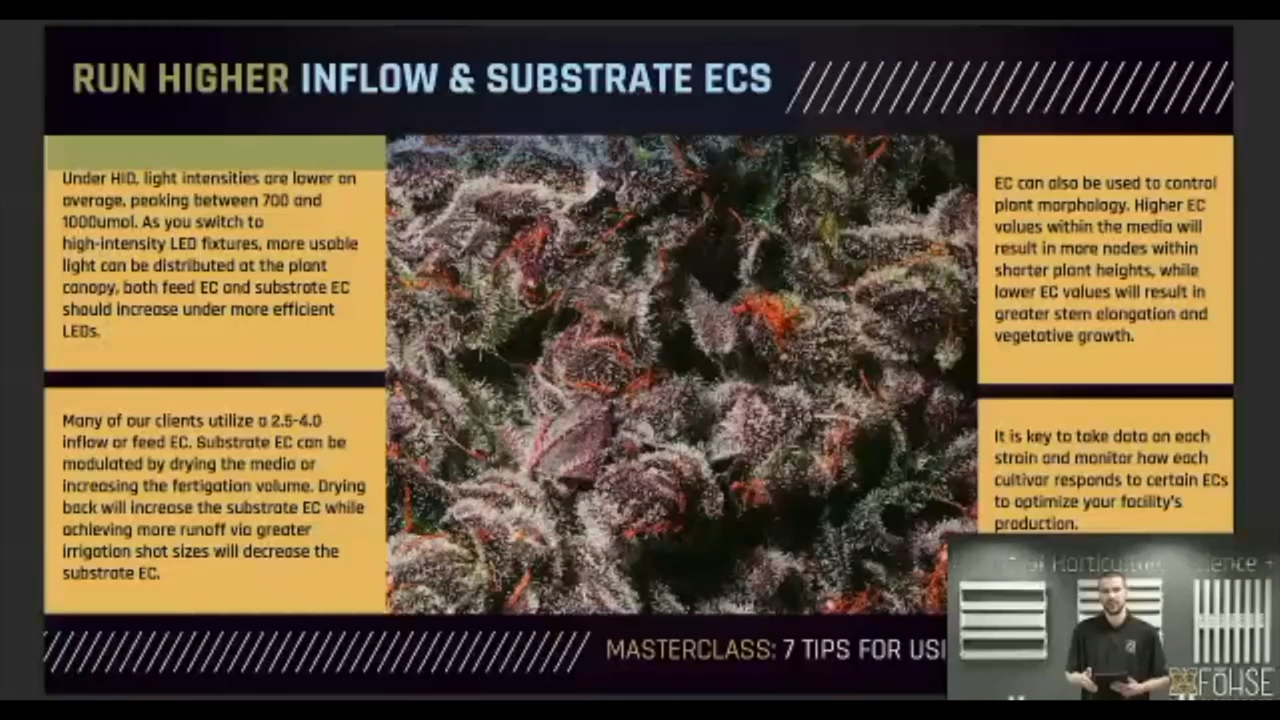 RUN HIGHER INFLOW & SUBSTRATE ECS
Under HID, light intensities are lower on
average, peaking between 700 and
1000umol. As you switch to
high-intensity LED fixtures, more usable
light can be distributed at the plant
canopy, both feed EC and substrate EC
should increase under more efficient
LEDs.
Many of our clients utilize a 2.5-4.0
inflow or feed EC. Substrate EC can be
modulated by drying the media or
increasing the fertigation volume. Drying
back will increase the substrate EC while
achieving more runoff via greater
irrigation shot sizes will decrease the
substrate EC.
EC can also be used to control
plant morphology. Higher EC
values within the media will
result in more nodes within
shorter plant heights, while
lower EC values will result in
greater stem elongation and
vegetative growth.
It is key to take data on each
strain and monitor how each
cultivar responds to certain ECs
to optimize your facility's
production.
MASTERCLASS: 7 TIPS FOR USI
FOHSE